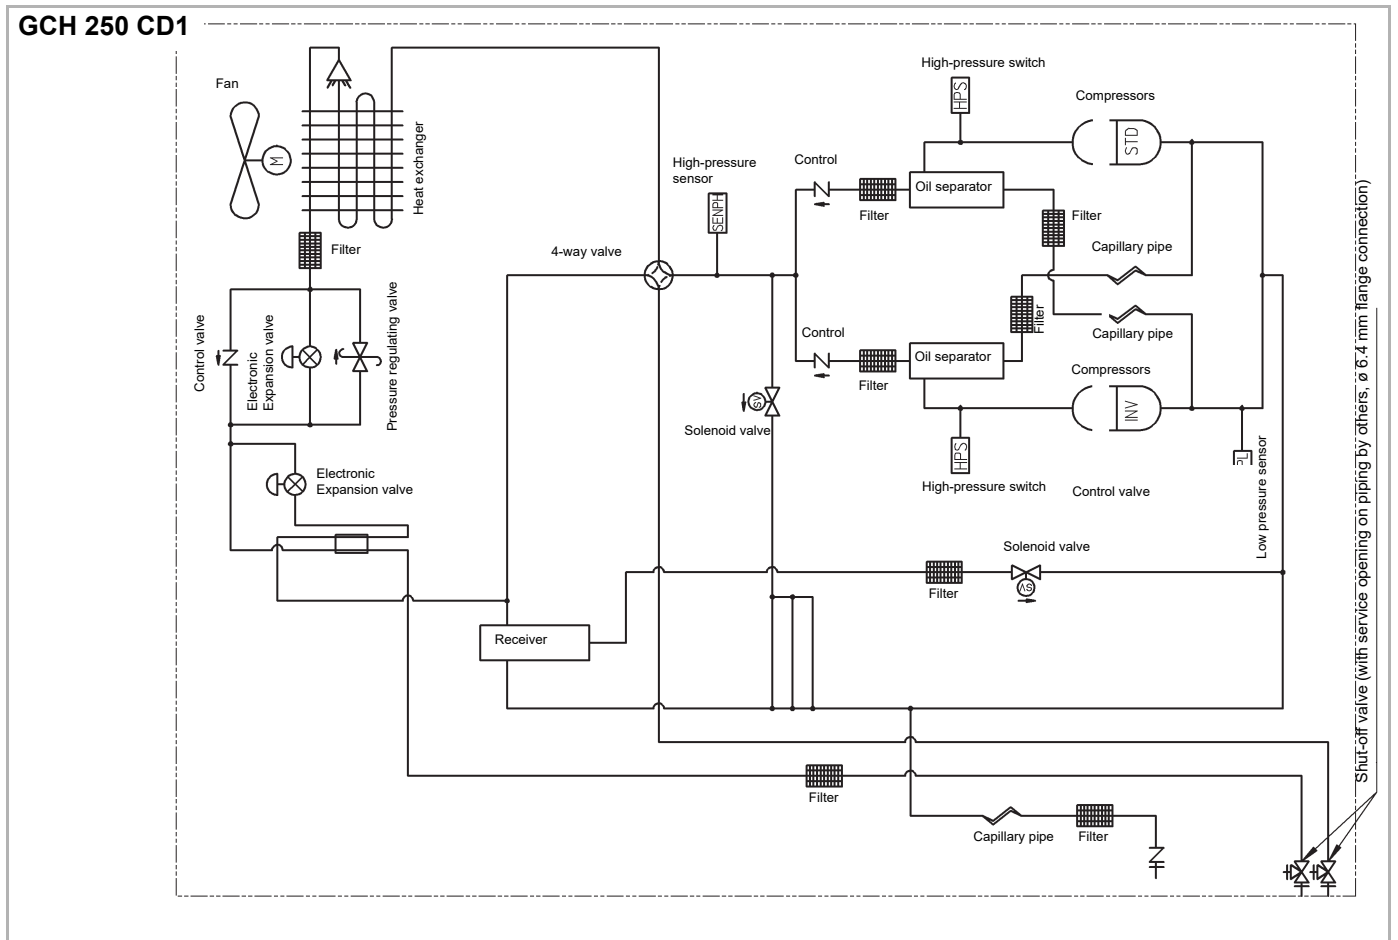 GCH 250 CD1
Fan
M
Heat exchanger
Filter
Control valve
Electronic
Expansion valve
Pressure regulating valve
Electronic
Expansion valve
4-way valve
High-pressure
sensor
SENPH
Control
Filter
Oil separator
High-pressure switch
HPS
Compressors
STD
Filter
Capillary pipe
Filter
Capillary pipe
Control
Filter
Oil separator
Compressors
INV
HPS
High-pressure switch
Control valve
PL
Low pressure sensor
SV
Solenoid valve
Solenoid valve
Filter
SV
Receiver
Filter
Capillary pipe
Filter
Shut-off valve (with service opening on piping by others, ø 6.4 mm flange connection)